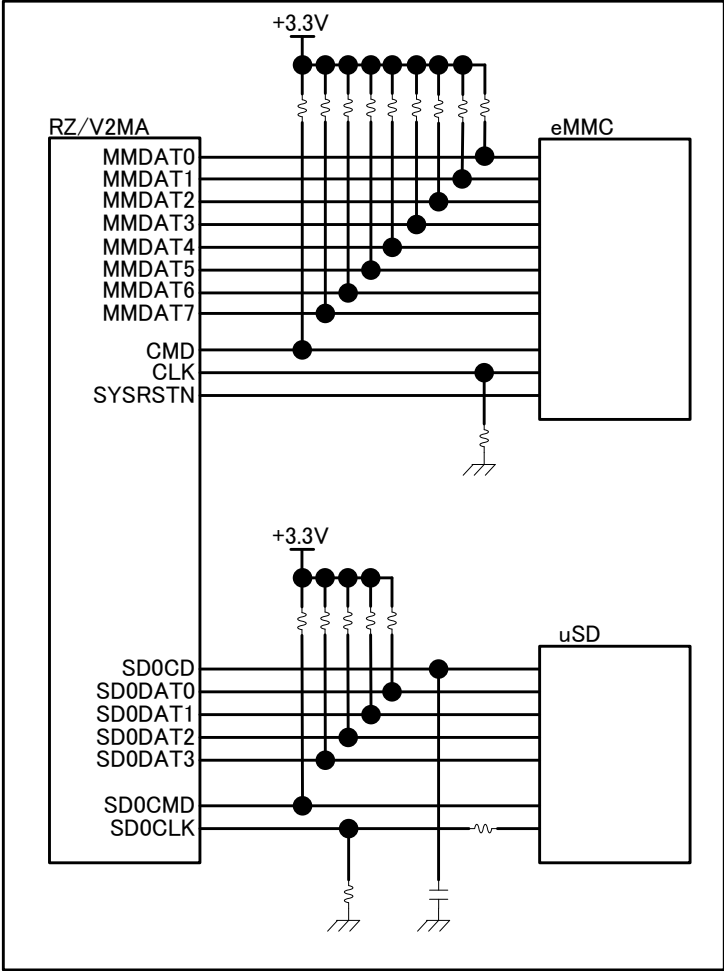 +3.3V
RZ/V2MA
eMMC
MMDAT0
MMDAT1
MMDAT2
MMDAT3
MMDAT4
MMDAT5
MMDAT6
MMDAT7
CMD
CLK
SYSRSTN
+3.3V
uSD
SD0CD
SD0DAT0
SD0DAT1
SD0DAT2
SD0DAT3
SD0CMD
SD0CLK